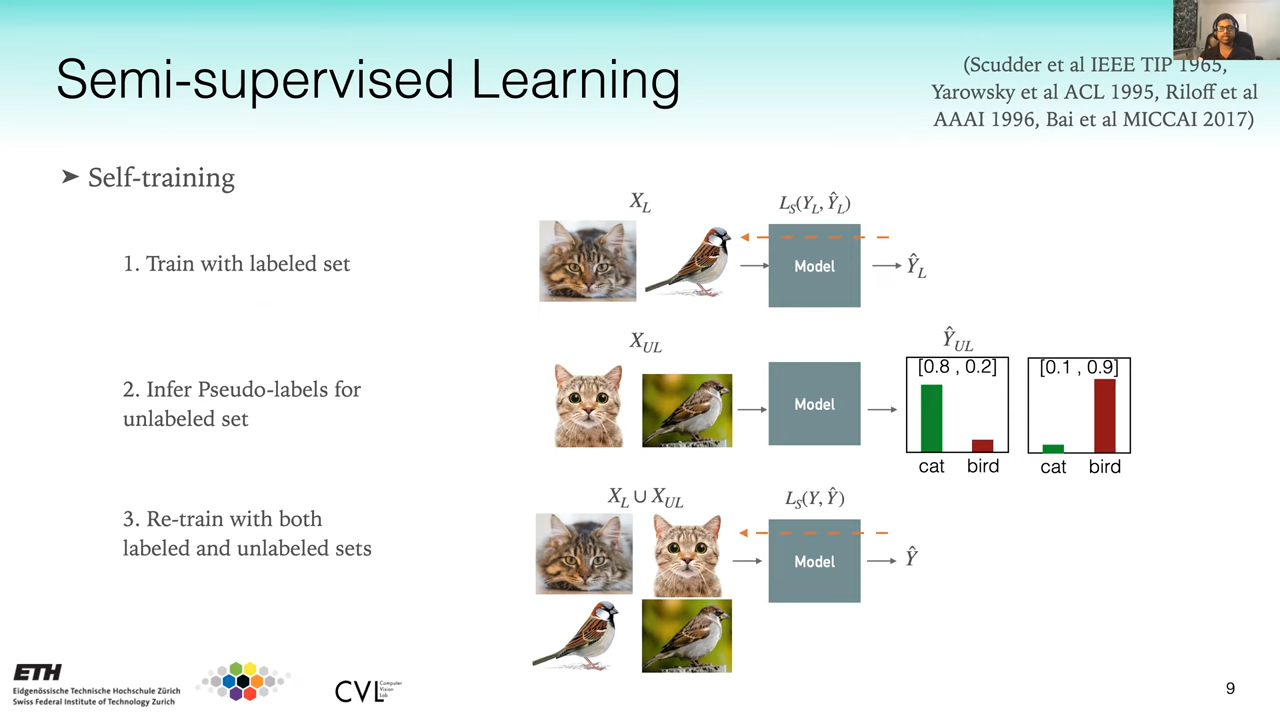 Semi-supervised Learning
(Scudder et al IEEE TIP 1965,
Yarowsky et al ACL 1995, Riloff et al
AAAI 1996, Bai et al MICCAI 2017)
➤ Self-training
1. Train with labeled set
X_L
L_S(Y_L, Ŷ_L)
Model
Ŷ_L
2. Infer Pseudo-labels for
unlabeled set
X_UL
Model
Ŷ_UL
[0.8 , 0.2]
cat bird
[0.1 , 0.9]
cat bird
3. Re-train with both
labeled and unlabeled sets
X_L ∪ X_UL
L_S(Y, Ŷ)
Model
Ŷ
ETH
Eidgenössische Technische Hochschule Zürich
Swiss Federal Institute of Technology Zurich
CVL Computer
Vision
Lab
9